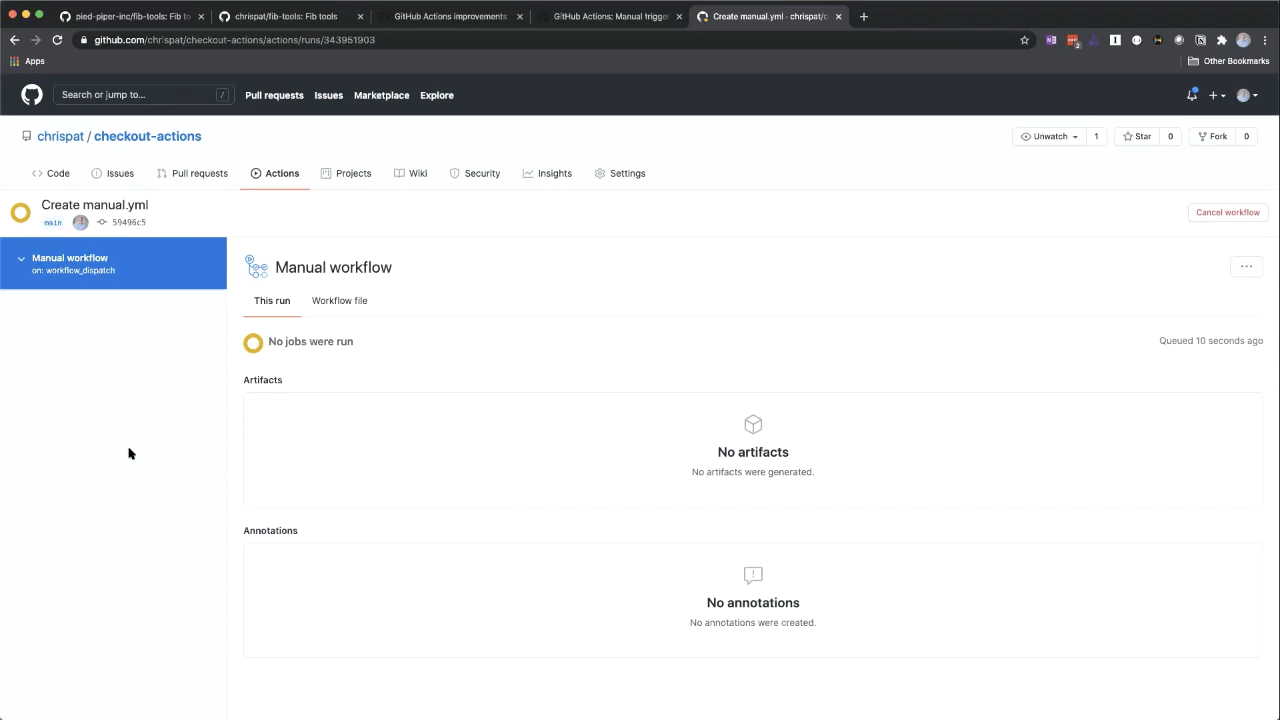 pied-piper-inc/fib-tools: Fib to
chrispat/fib-tools: Fib tools
GitHub Actions improvements
GitHub Actions: Manual trigger
Create manual.yml · chrispat/c
github.com/chrispat/checkout-actions/actions/runs/343951903
Apps
Other Bookmarks
Search or jump to...
/
Pull requests
Issues
Marketplace
Explore
chrispat / checkout-actions
Unwatch
1
Star
0
Fork
0
Code
Issues
Pull requests
Actions
Projects
Wiki
Security
Insights
Settings
Create manual.yml
main
59496c5
Cancel workflow
Manual workflow
on: workflow_dispatch
Manual workflow
...
This run
Workflow file
No jobs were run
Queued 10 seconds ago
Artifacts
No artifacts
No artifacts were generated.
Annotations
No annotations
No annotations were created.